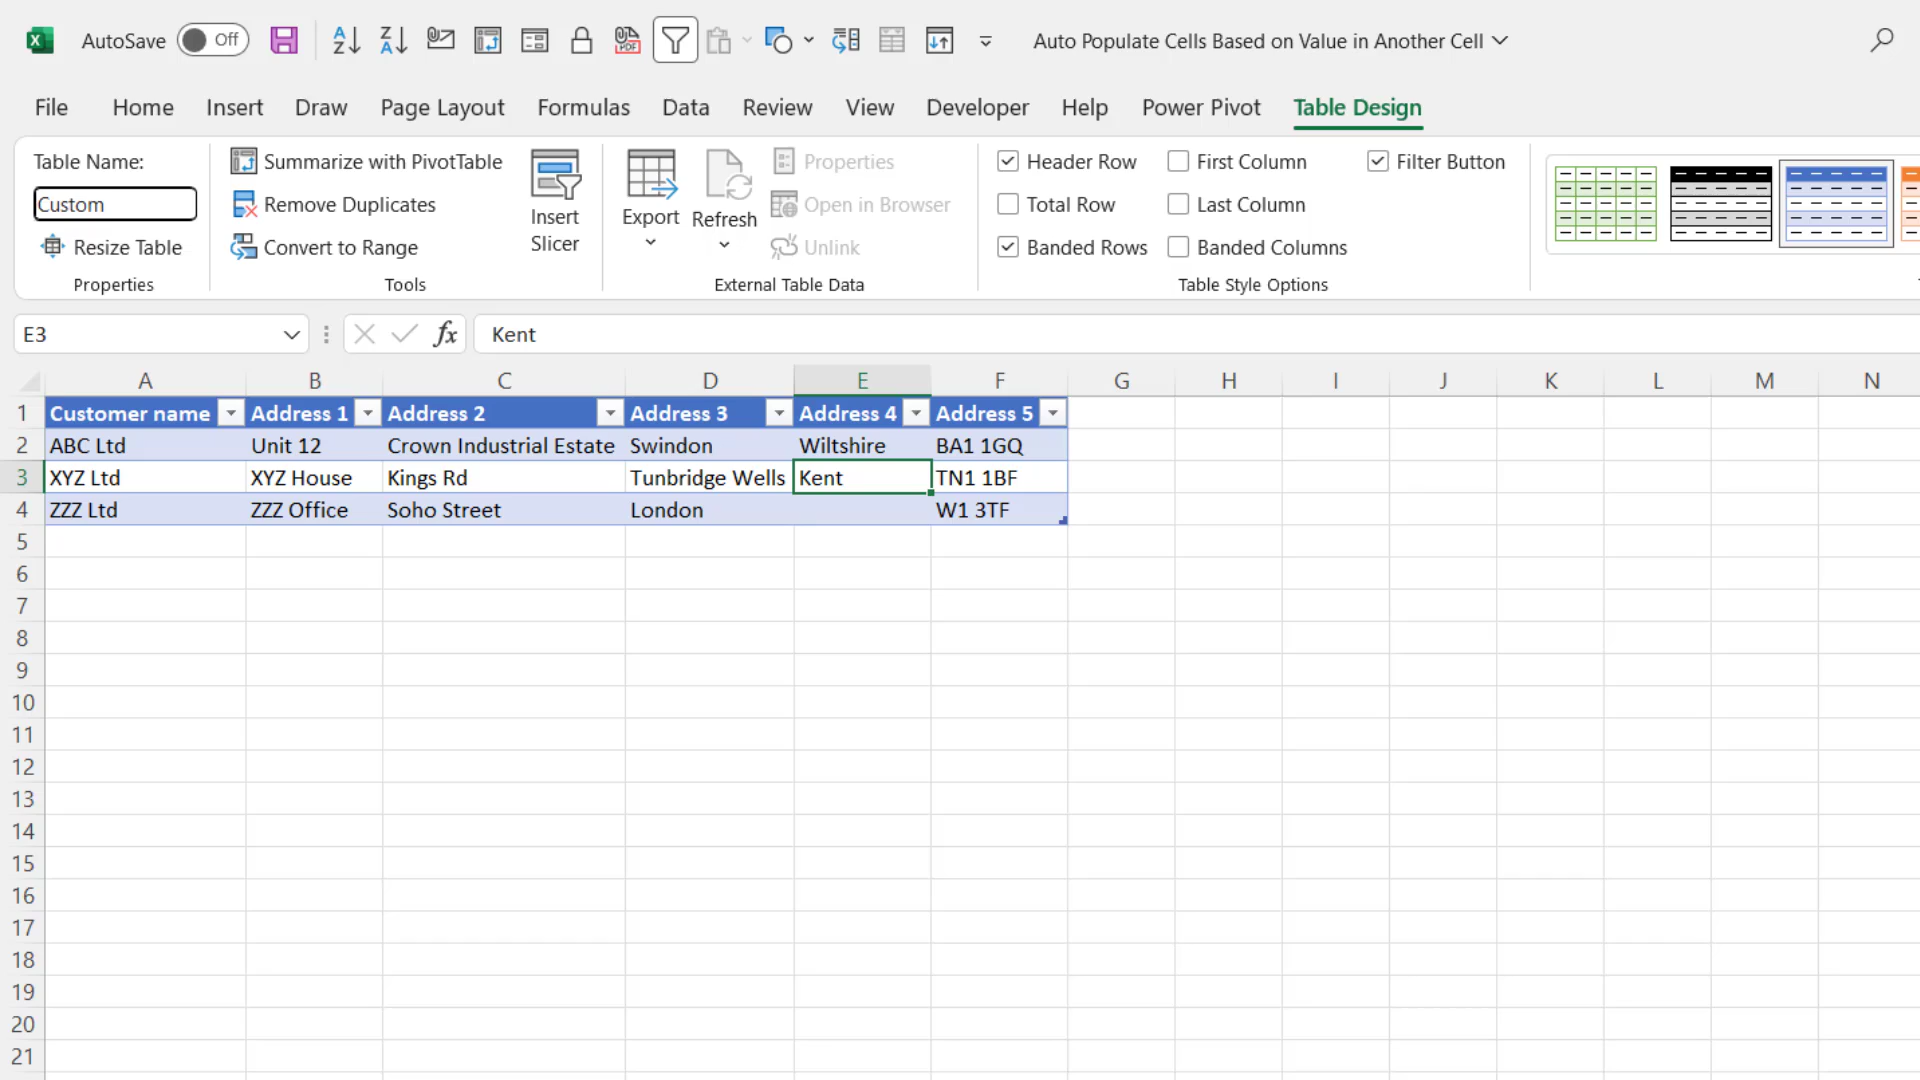 AutoSave Off Auto Populate Cells Based on Value in Another Cell
File Home Insert Draw Page Layout Formulas Data Review View Developer Help Power Pivot Table Design
Table Name:
Custom
Resize Table
Properties
Summarize with PivotTable
Remove Duplicates
Convert to Range
Insert
Slicer
Tools
Export
Refresh
Properties
Open in Browser
Unlink
External Table Data
Header Row
First Column
Filter Button
Total Row
Last Column
Banded Rows
Banded Columns
Table Style Options
E3 fx Kent
A B C D E F G H I J K L M N
1 Customer name Address 1 Address 2 Address 3 Address 4 Address 5
2 ABC Ltd Unit 12 Crown Industrial Estate Swindon Wiltshire BA1 1GQ
3 XYZ Ltd XYZ House Kings Rd Tunbridge Wells Kent TN1 1BF
4 ZZZ Ltd ZZZ Office Soho Street London W1 3TF
5
6
7
8
9
10
11
12
13
14
15
16
17
18
19
20
21